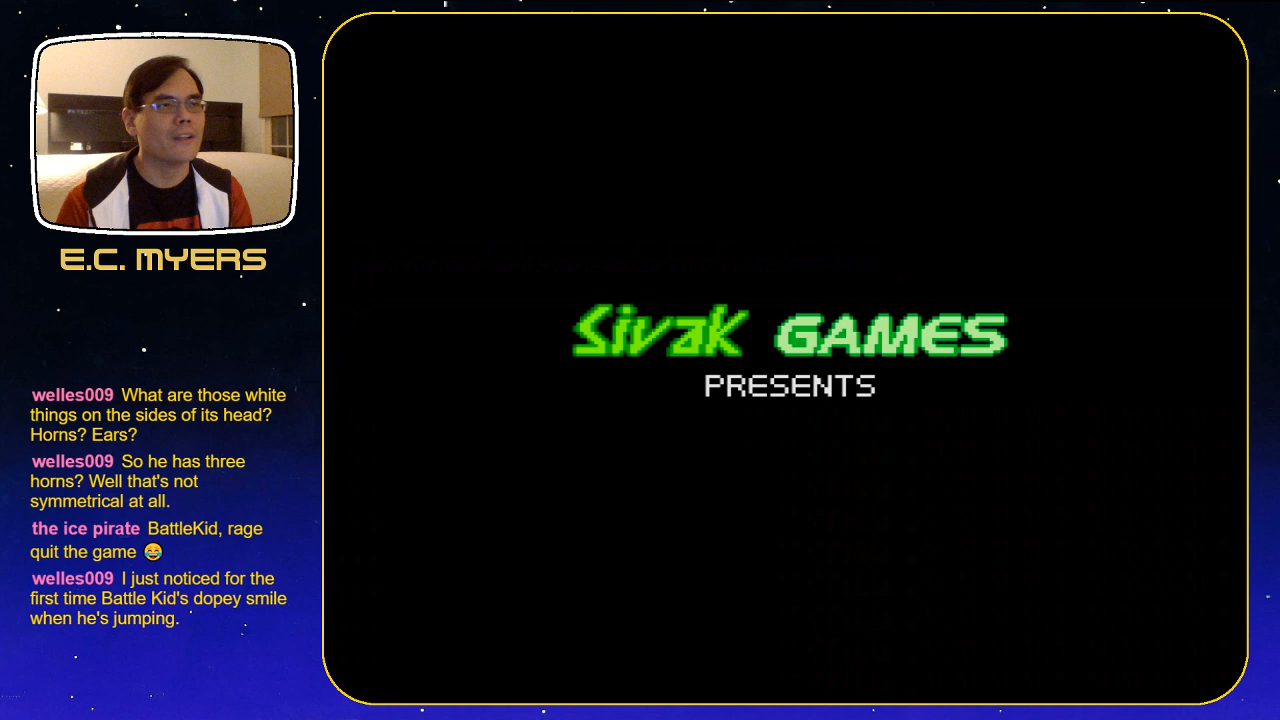 E.C. MYERS
welles009 What are those white
things on the sides of its head?
Horns? Ears?
welles009 So he has three
horns? Well that's not
symmetrical at all.
the ice pirate BattleKid, rage
quit the game 😂
welles009 I just noticed for the
first time Battle Kid's dopey smile
when he's jumping.
Sivak GAMES
PRESENTS